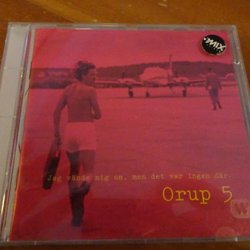 MIX
Jag vände mig om, men det var ingen där
Orup 5